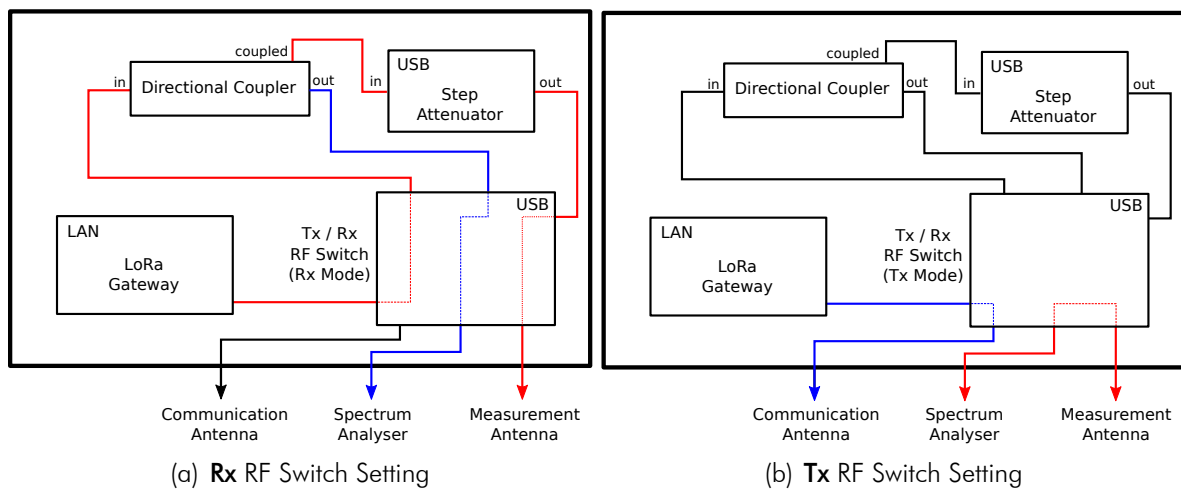 coupled
in
Directional Coupler
out
in
USB
Step
Attenuator
out
USB
LAN
LoRa
Gateway
Tx / Rx
RF Switch
(Rx Mode)
Communication
Antenna
Spectrum
Analyser
Measurement
Antenna
(a) Rx RF Switch Setting
coupled
in
Directional Coupler
out
in
USB
Step
Attenuator
out
USB
LAN
LoRa
Gateway
Tx / Rx
RF Switch
(Tx Mode)
Communication
Antenna
Spectrum
Analyser
Measurement
Antenna
(b) Tx RF Switch Setting